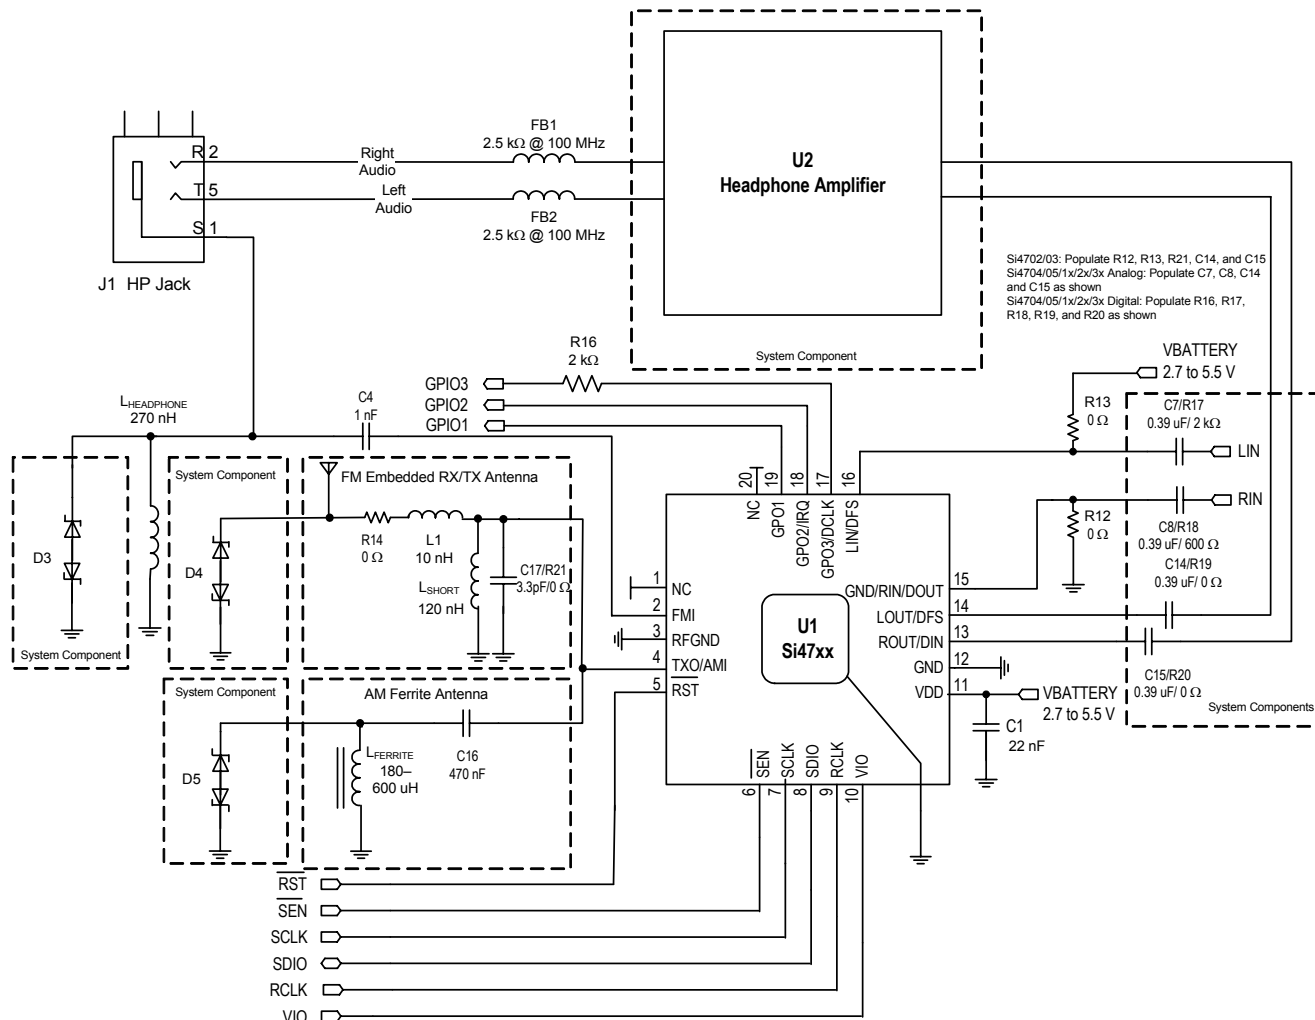 U2
Headphone Amplifier
System Component
FB1
2.5 kΩ @ 100 MHz
Right
Audio
Left
Audio
FB2
2.5 kΩ @ 100 MHz
R 2
T 5
S 1
J1 HP Jack
Si4702/03: Populate R12, R13, R21, C14, and C15
Si4704/05/1x/2x/3x Analog: Populate C7, C8, C14
and C15 as shown
Si4704/05/1x/2x/3x Digital: Populate R16, R17,
R18, R19, and R20 as shown
R16
2 kΩ
GPIO3
GPIO2
GPIO1
VBATTERY
2.7 to 5.5 V
R13
0 Ω
C7/R17
0.39 uF/ 2 kΩ
LIN
RIN
R12
0 Ω
C8/R18
0.39 uF/ 600 Ω
C14/R19
0.39 uF/ 0 Ω
C15/R20
0.39 uF/ 0 Ω
System Components
LHEADPHONE
270 nH
C4
1 nF
D3
System Component
System Component
D4
FM Embedded RX/TX Antenna
R14
0 Ω
L1
10 nH
LSHORT
120 nH
C17/R21
3.3pF/0 Ω
System Component
D5
AM Ferrite Antenna
LFERRITE
180–
600 uH
C16
470 nF
20
19
18
17
16
NC
GPO1
GPO2/IRQ
GPO3/DCLK
LIN/DFS
1
NC
2
FMI
3
RFGND
4
TXO/AMI
5
RST
U1
Si47xx
GND/RIN/DOUT
15
LOUT/DFS
14
ROUT/DIN
13
GND
12
VDD
11
VBATTERY
2.7 to 5.5 V
C1
22 nF
SEN
SCLK
SDIO
RCLK
VIO
6
7
8
9
10
RST
SEN
SCLK
SDIO
RCLK
VIO